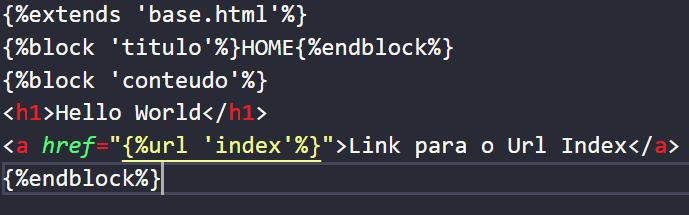 {%extends 'base.html'%}
{%block 'titulo'%}HOME{%endblock%}
{%block 'conteudo'%}
<h1>Hello World</h1>
<a href="{%url 'index'%}">Link para o Url Index</a>
{%endblock%}